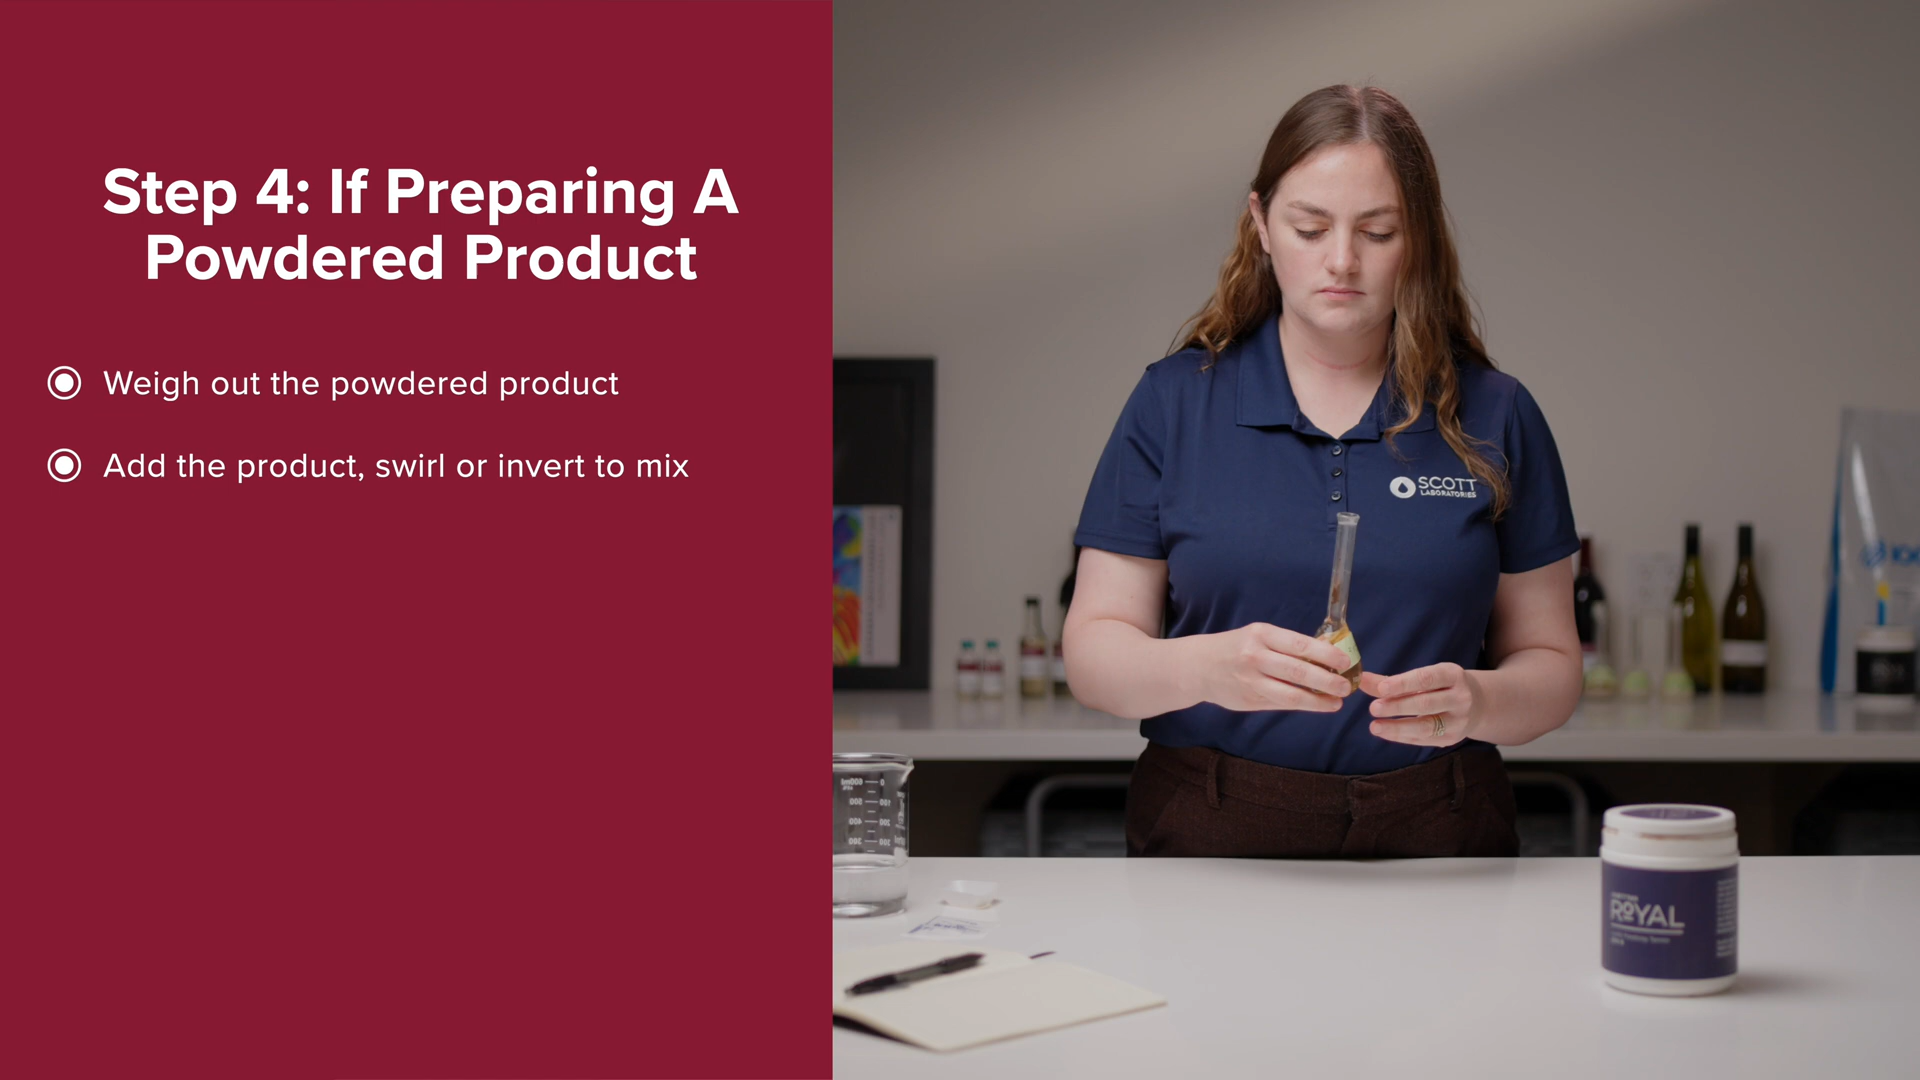 Step 4: If Preparing A
Powdered Product
Weigh out the powdered product
Add the product, swirl or invert to mix
SCOTT
LABORATORIES
ROYAL